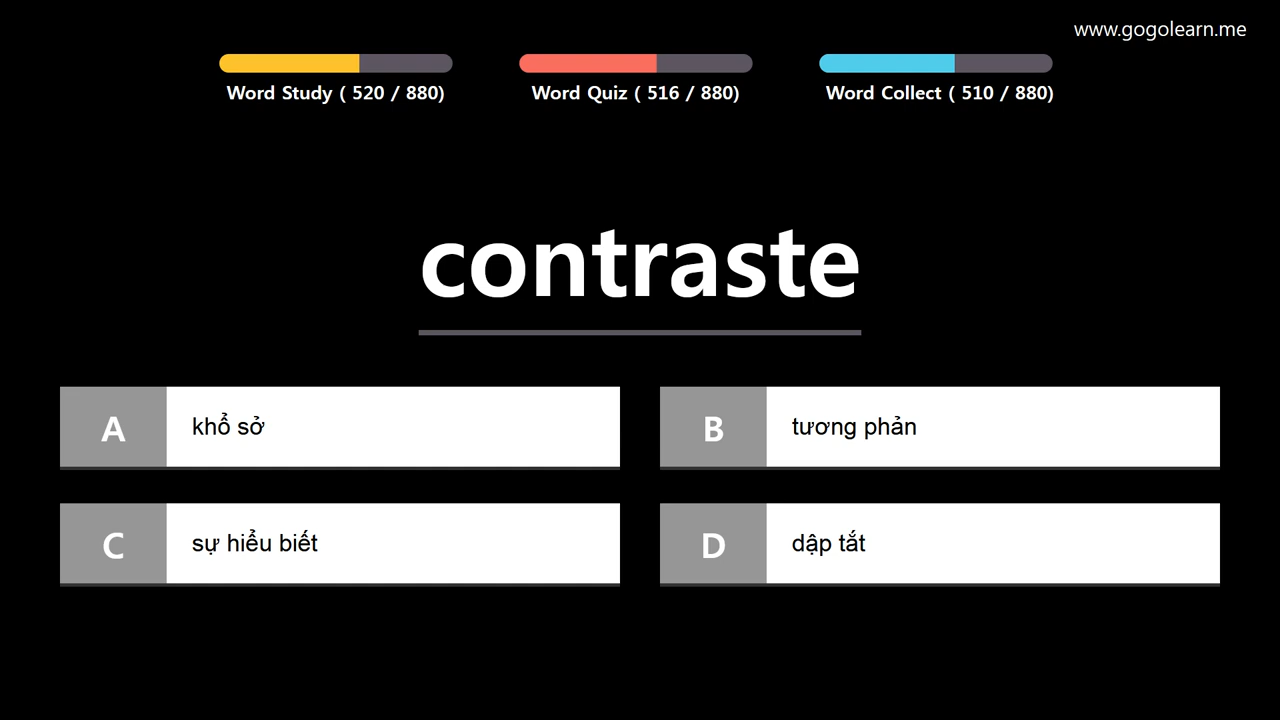 www.gogolearn.me
Word Study ( 520 / 880)
Word Quiz ( 516 / 880)
Word Collect ( 510 / 880)
contraste
A khổ sở
B tương phản
C sự hiểu biết
D dập tắt